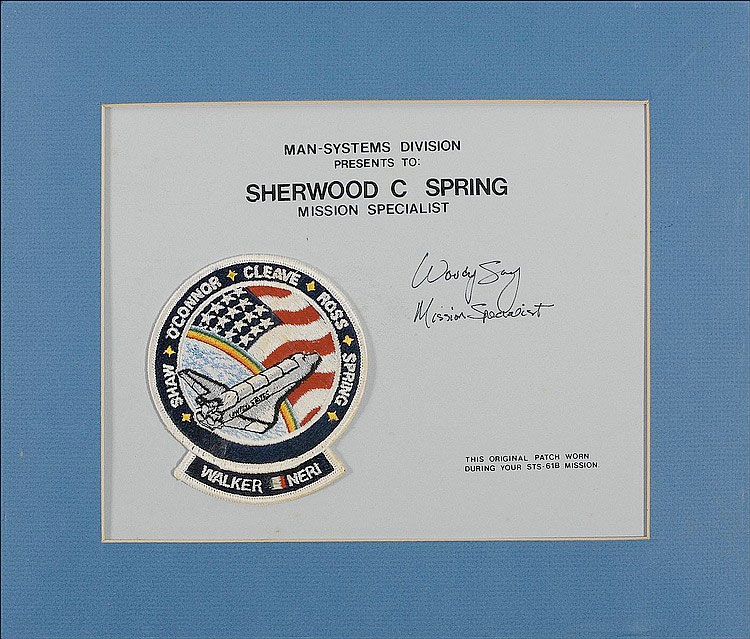 MAN-SYSTEMS DIVISION
PRESENTS TO:
SHERWOOD C SPRING
MISSION SPECIALIST
Woody
Mission Specialist
SHAW O'CONNOR CLEAVE ROSS SPRING
WALKER NERI
THIS ORIGINAL PATCH WORN
DURING YOUR STS-61B MISSION.